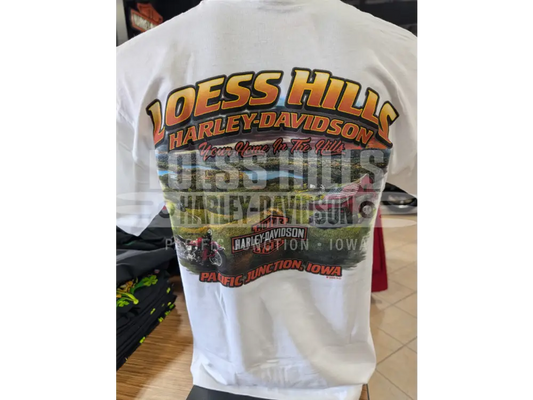 LOESS HILLS
HARLEY-DAVIDSON
Your Home In The Hills
LOESS HILLS
HARLEY-DAVIDSON
PACIFIC JUNCTION • IOWA
HARLEY-DAVIDSON
PACIFIC JUNCTION, IOWA